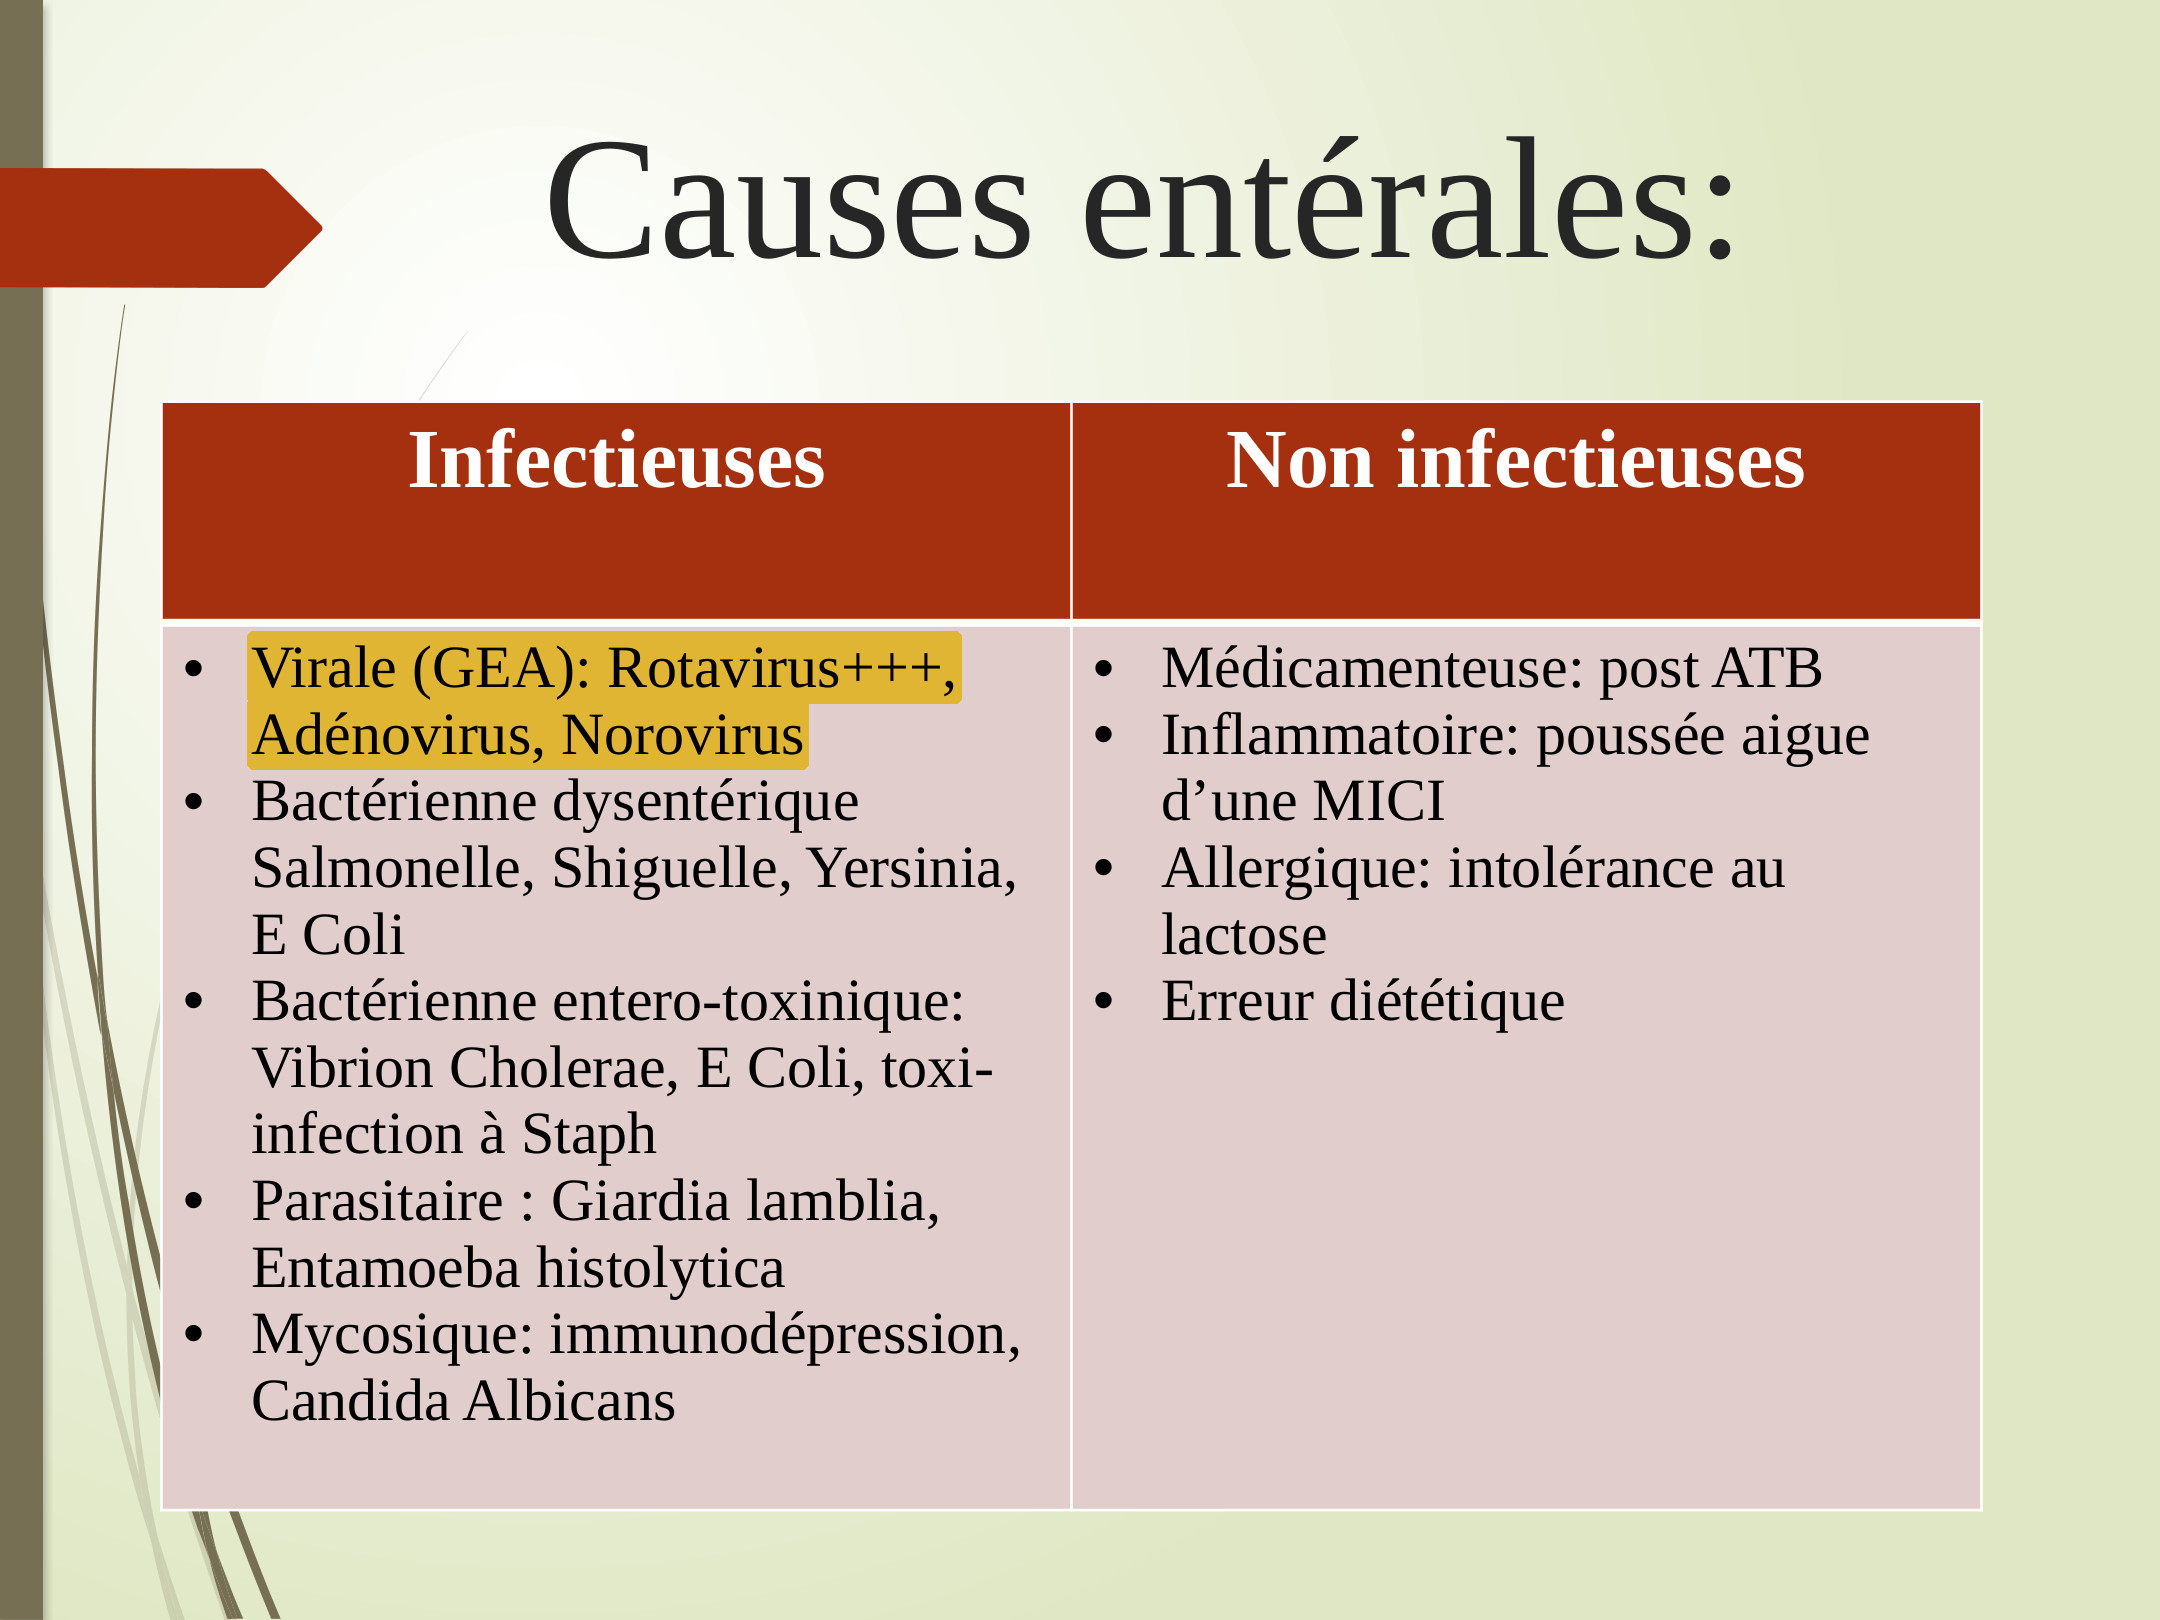 Causes entérales:
Infectieuses
Non infectieuses
• Virale (GEA): Rotavirus+++,
Adénovirus, Norovirus
• Bactérienne dysentérique
Salmonelle, Shiguelle, Yersinia,
E Coli
• Bactérienne entero-toxinique:
Vibrion Cholerae, E Coli, toxi-
infection à Staph
• Parasitaire : Giardia lamblia,
Entamoeba histolytica
• Mycosique: immunodépression,
Candida Albicans
• Médicamenteuse: post ATB
• Inflammatoire: poussée aigue
d’une MICI
• Allergique: intolérance au
lactose
• Erreur diététique